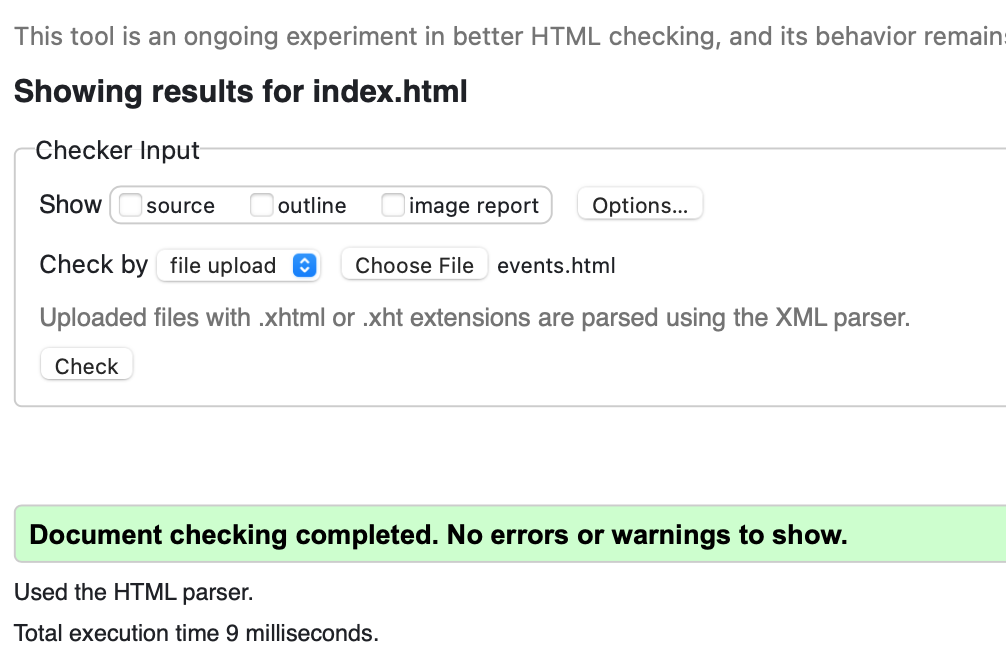 This tool is an ongoing experiment in better HTML checking, and its behavior remains
Showing results for index.html
Checker Input
Show source outline image report Options...
Check by file upload Choose File events.html
Uploaded files with .xhtml or .xht extensions are parsed using the XML parser.
Check
Document checking completed. No errors or warnings to show.
Used the HTML parser.
Total execution time 9 milliseconds.